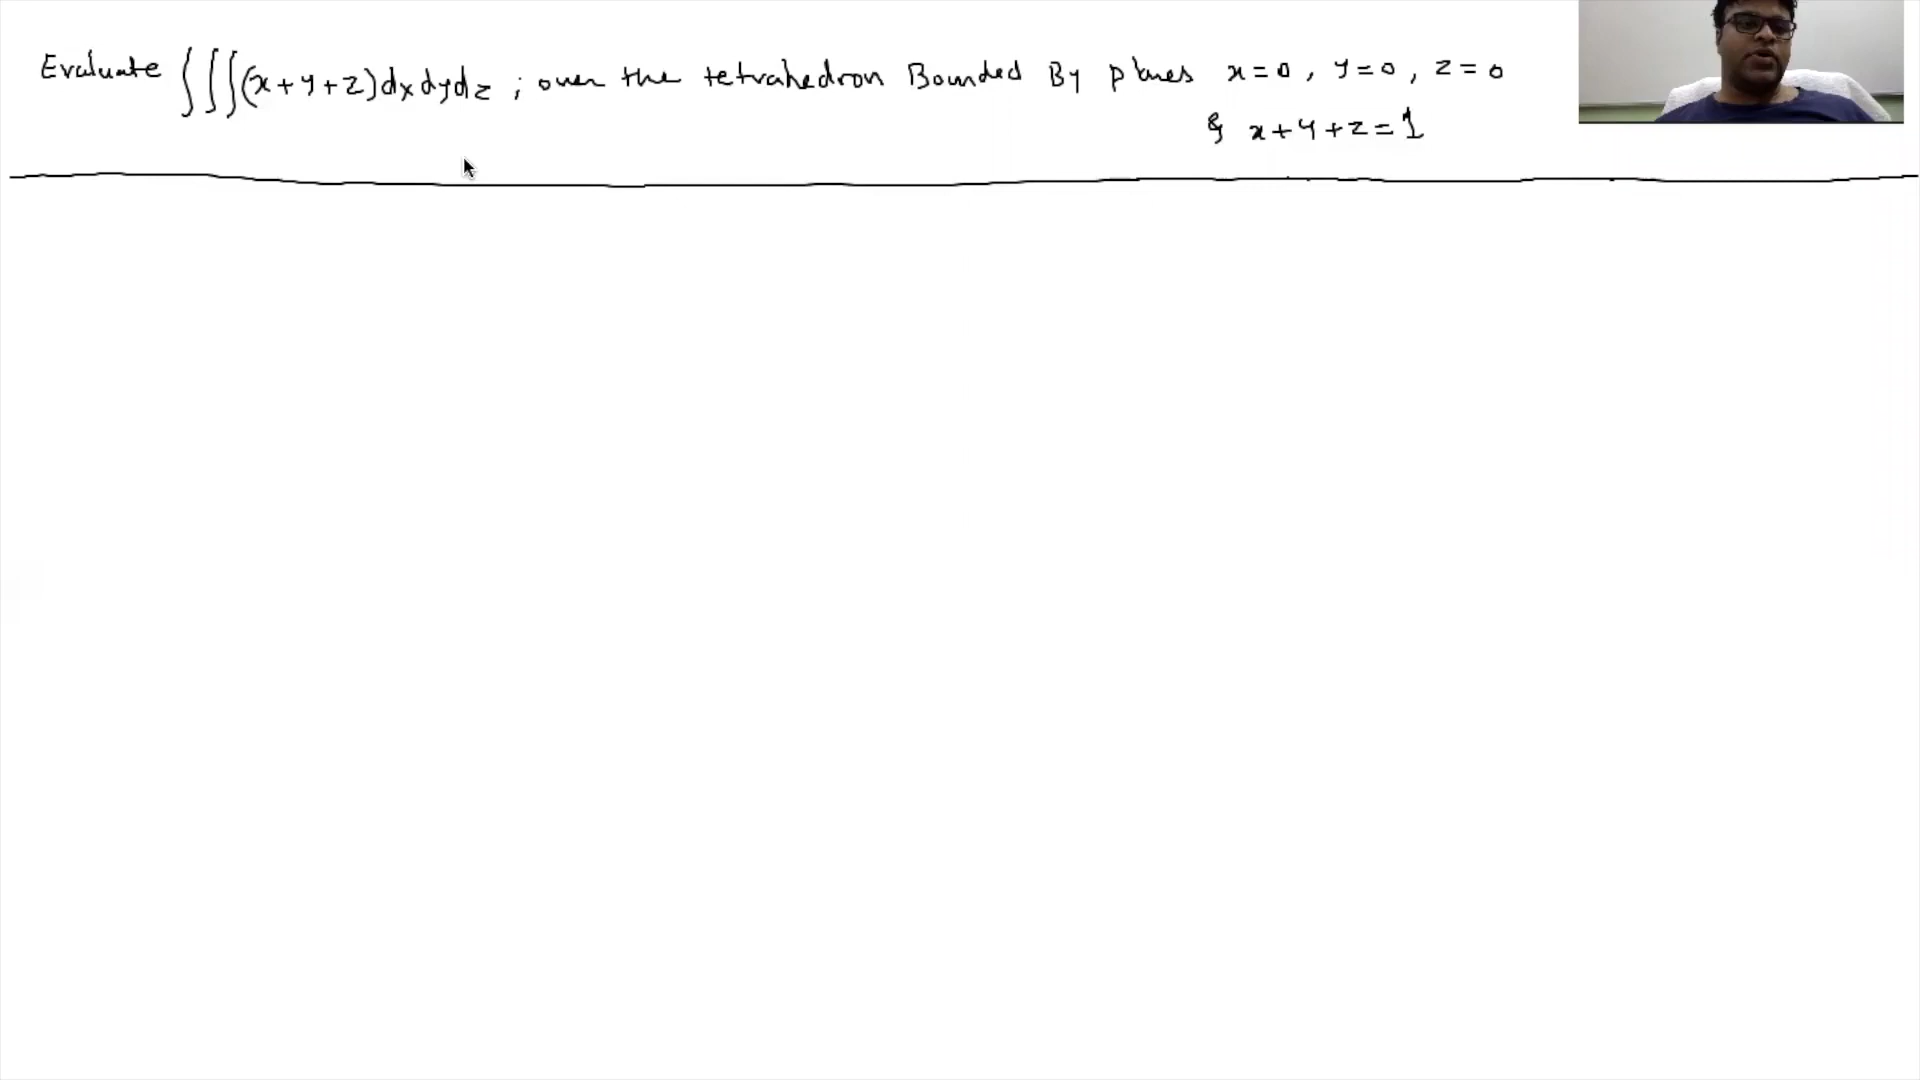 Evaluate ∫∫∫(x+y+z)dxdydz ; over the tetrahedron Bounded By planes x=0, y=0, z=0
& x+y+z=1